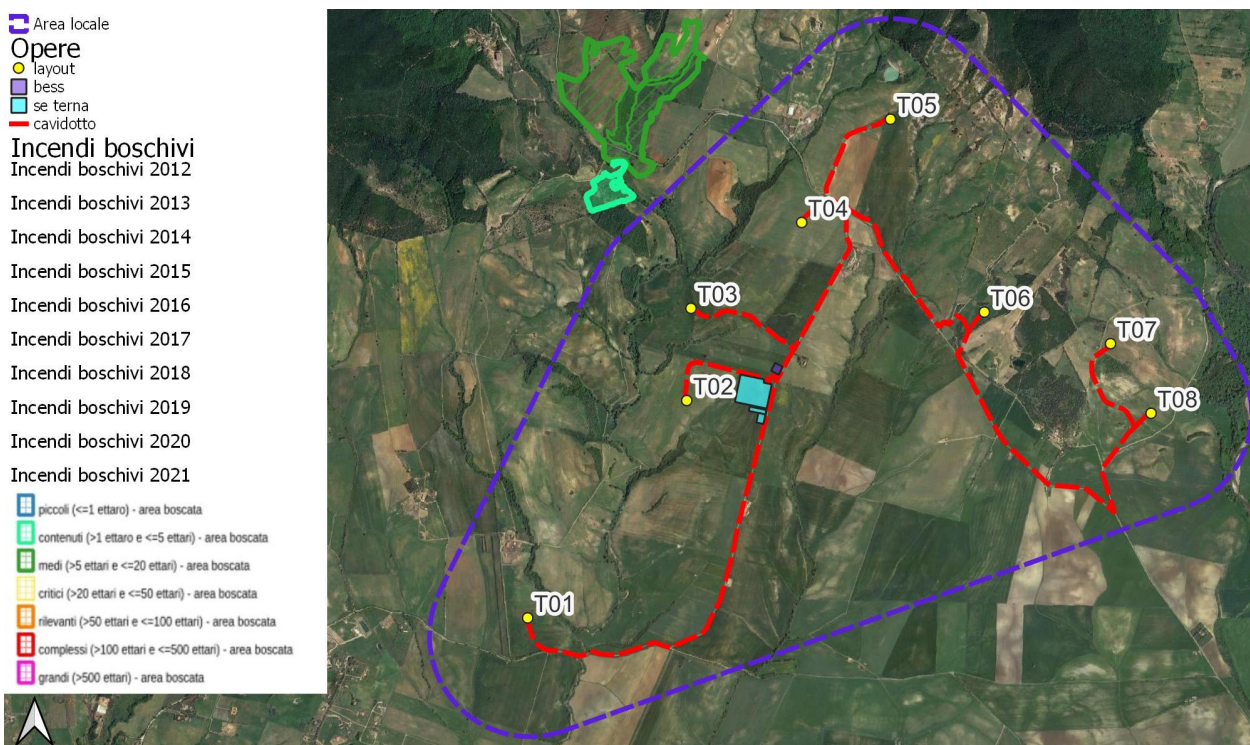 Area locale
Opere
layout
bess
se terna
cavidotto
Incendi boschivi
Incendi boschivi 2012
Incendi boschivi 2013
Incendi boschivi 2014
Incendi boschivi 2015
Incendi boschivi 2016
Incendi boschivi 2017
Incendi boschivi 2018
Incendi boschivi 2019
Incendi boschivi 2020
Incendi boschivi 2021
piccoli (<=1 ettaro) - area boscata
contenuti (>1 ettaro e <=5 ettari) - area boscata
medi (>5 ettari e <=20 ettari) - area boscata
critici (>20 ettari e <=50 ettari) - area boscata
rilevanti (>50 ettari e <=100 ettari) - area boscata
complessi (>100 ettari e <=500 ettari) - area boscata
grandi (>500 ettari) - area boscata
T05
T04
T03
T06
T07
T02
T08
T01